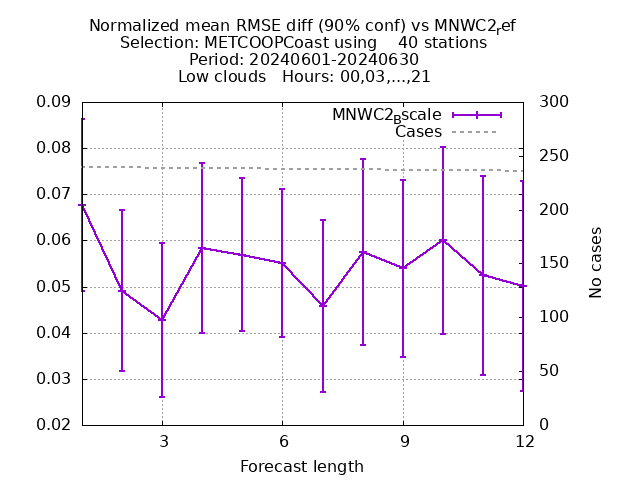 Normalized mean RMSE diff (90% conf) vs MNWC2ref
Selection: METCOOPCoast using    40 stations
Period: 20240601-20240630
Low clouds   Hours: 00,03,...,21
0.09
0.08
0.07
0.06
0.05
0.04
0.03
0.02
MNWC2Bscale
Cases
300
250
200
150
100
50
0
No cases
3 6 9 12
Forecast length